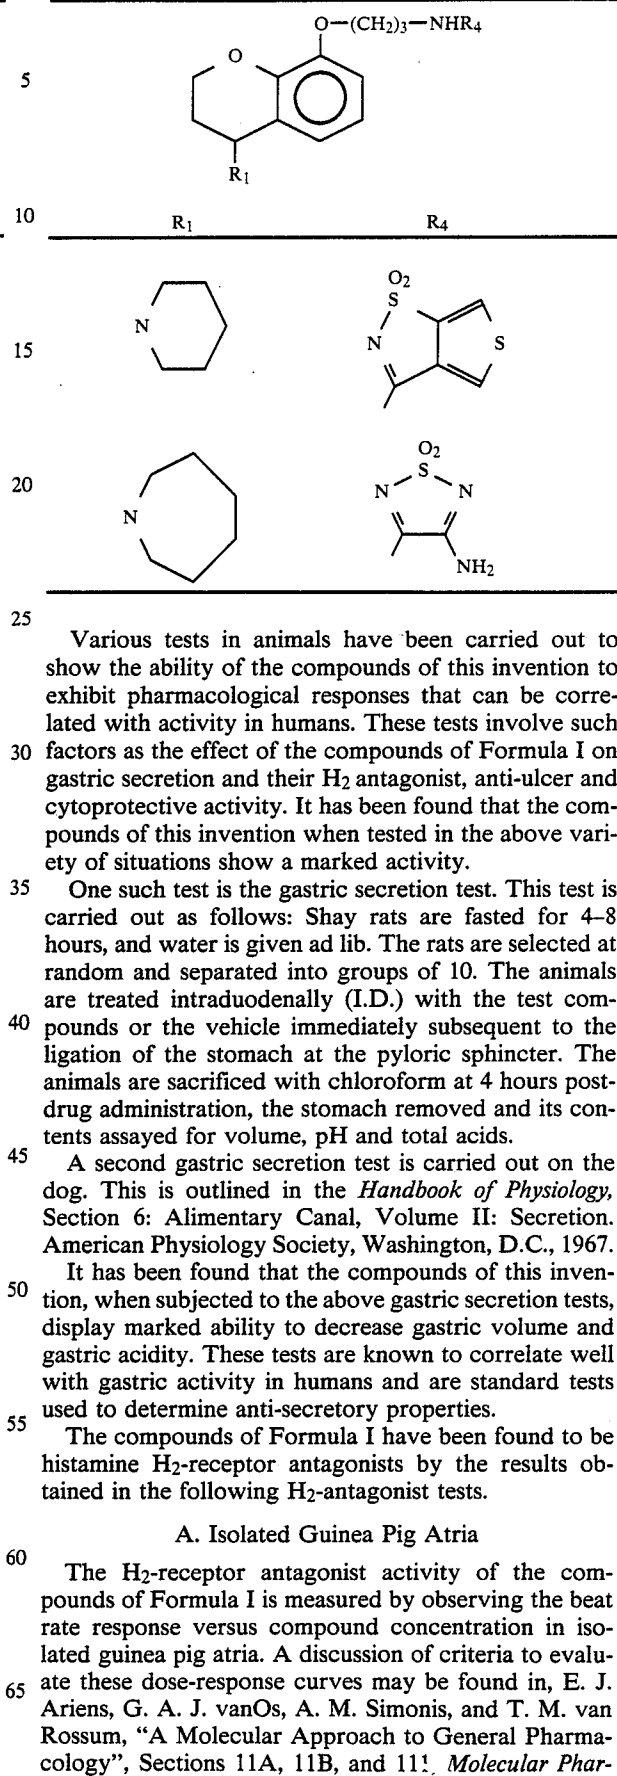 O—(CH2)3—NHR4
O
5
R1
10
R1 R4
O2
S
N
N
S
15
O2
S
N N
20
N
NH2
25
Various tests in animals have been carried out to
show the ability of the compounds of this invention to
exhibit pharmacological responses that can be corre-
lated with activity in humans. These tests involve such
30 factors as the effect of the compounds of Formula I on
gastric secretion and their H2 antagonist, anti-ulcer and
cytoprotective activity. It has been found that the com-
pounds of this invention when tested in the above vari-
ety of situations show a marked activity.
35 One such test is the gastric secretion test. This test is
carried out as follows: Shay rats are fasted for 4–8
hours, and water is given ad lib. The rats are selected at
random and separated into groups of 10. The animals
are treated intraduodenally (I.D.) with the test com-
40 pounds or the vehicle immediately subsequent to the
ligation of the stomach at the pyloric sphincter. The
animals are sacrificed with chloroform at 4 hours post-
drug administration, the stomach removed and its con-
tents assayed for volume, pH and total acids.
45 A second gastric secretion test is carried out on the
dog. This is outlined in the Handbook of Physiology,
Section 6: Alimentary Canal, Volume II: Secretion.
American Physiology Society, Washington, D.C., 1967.
It has been found that the compounds of this inven-
50 tion, when subjected to the above gastric secretion tests,
display marked ability to decrease gastric volume and
gastric acidity. These tests are known to correlate well
with gastric activity in humans and are standard tests
used to determine anti-secretory properties.
55
The compounds of Formula I have been found to be
histamine H2-receptor antagonists by the results ob-
tained in the following H2-antagonist tests.
A. Isolated Guinea Pig Atria
60
The H2-receptor antagonist activity of the com-
pounds of Formula I is measured by observing the beat
rate response versus compound concentration in iso-
lated guinea pig atria. A discussion of criteria to evalu-
65 ate these dose-response curves may be found in, E. J.
Ariens, G. A. J. vanOs, A. M. Simonis, and T. M. van
Rossum, “A Molecular Approach to General Pharma-
cology”, Sections 11A, 11B, and Molecular Phar-